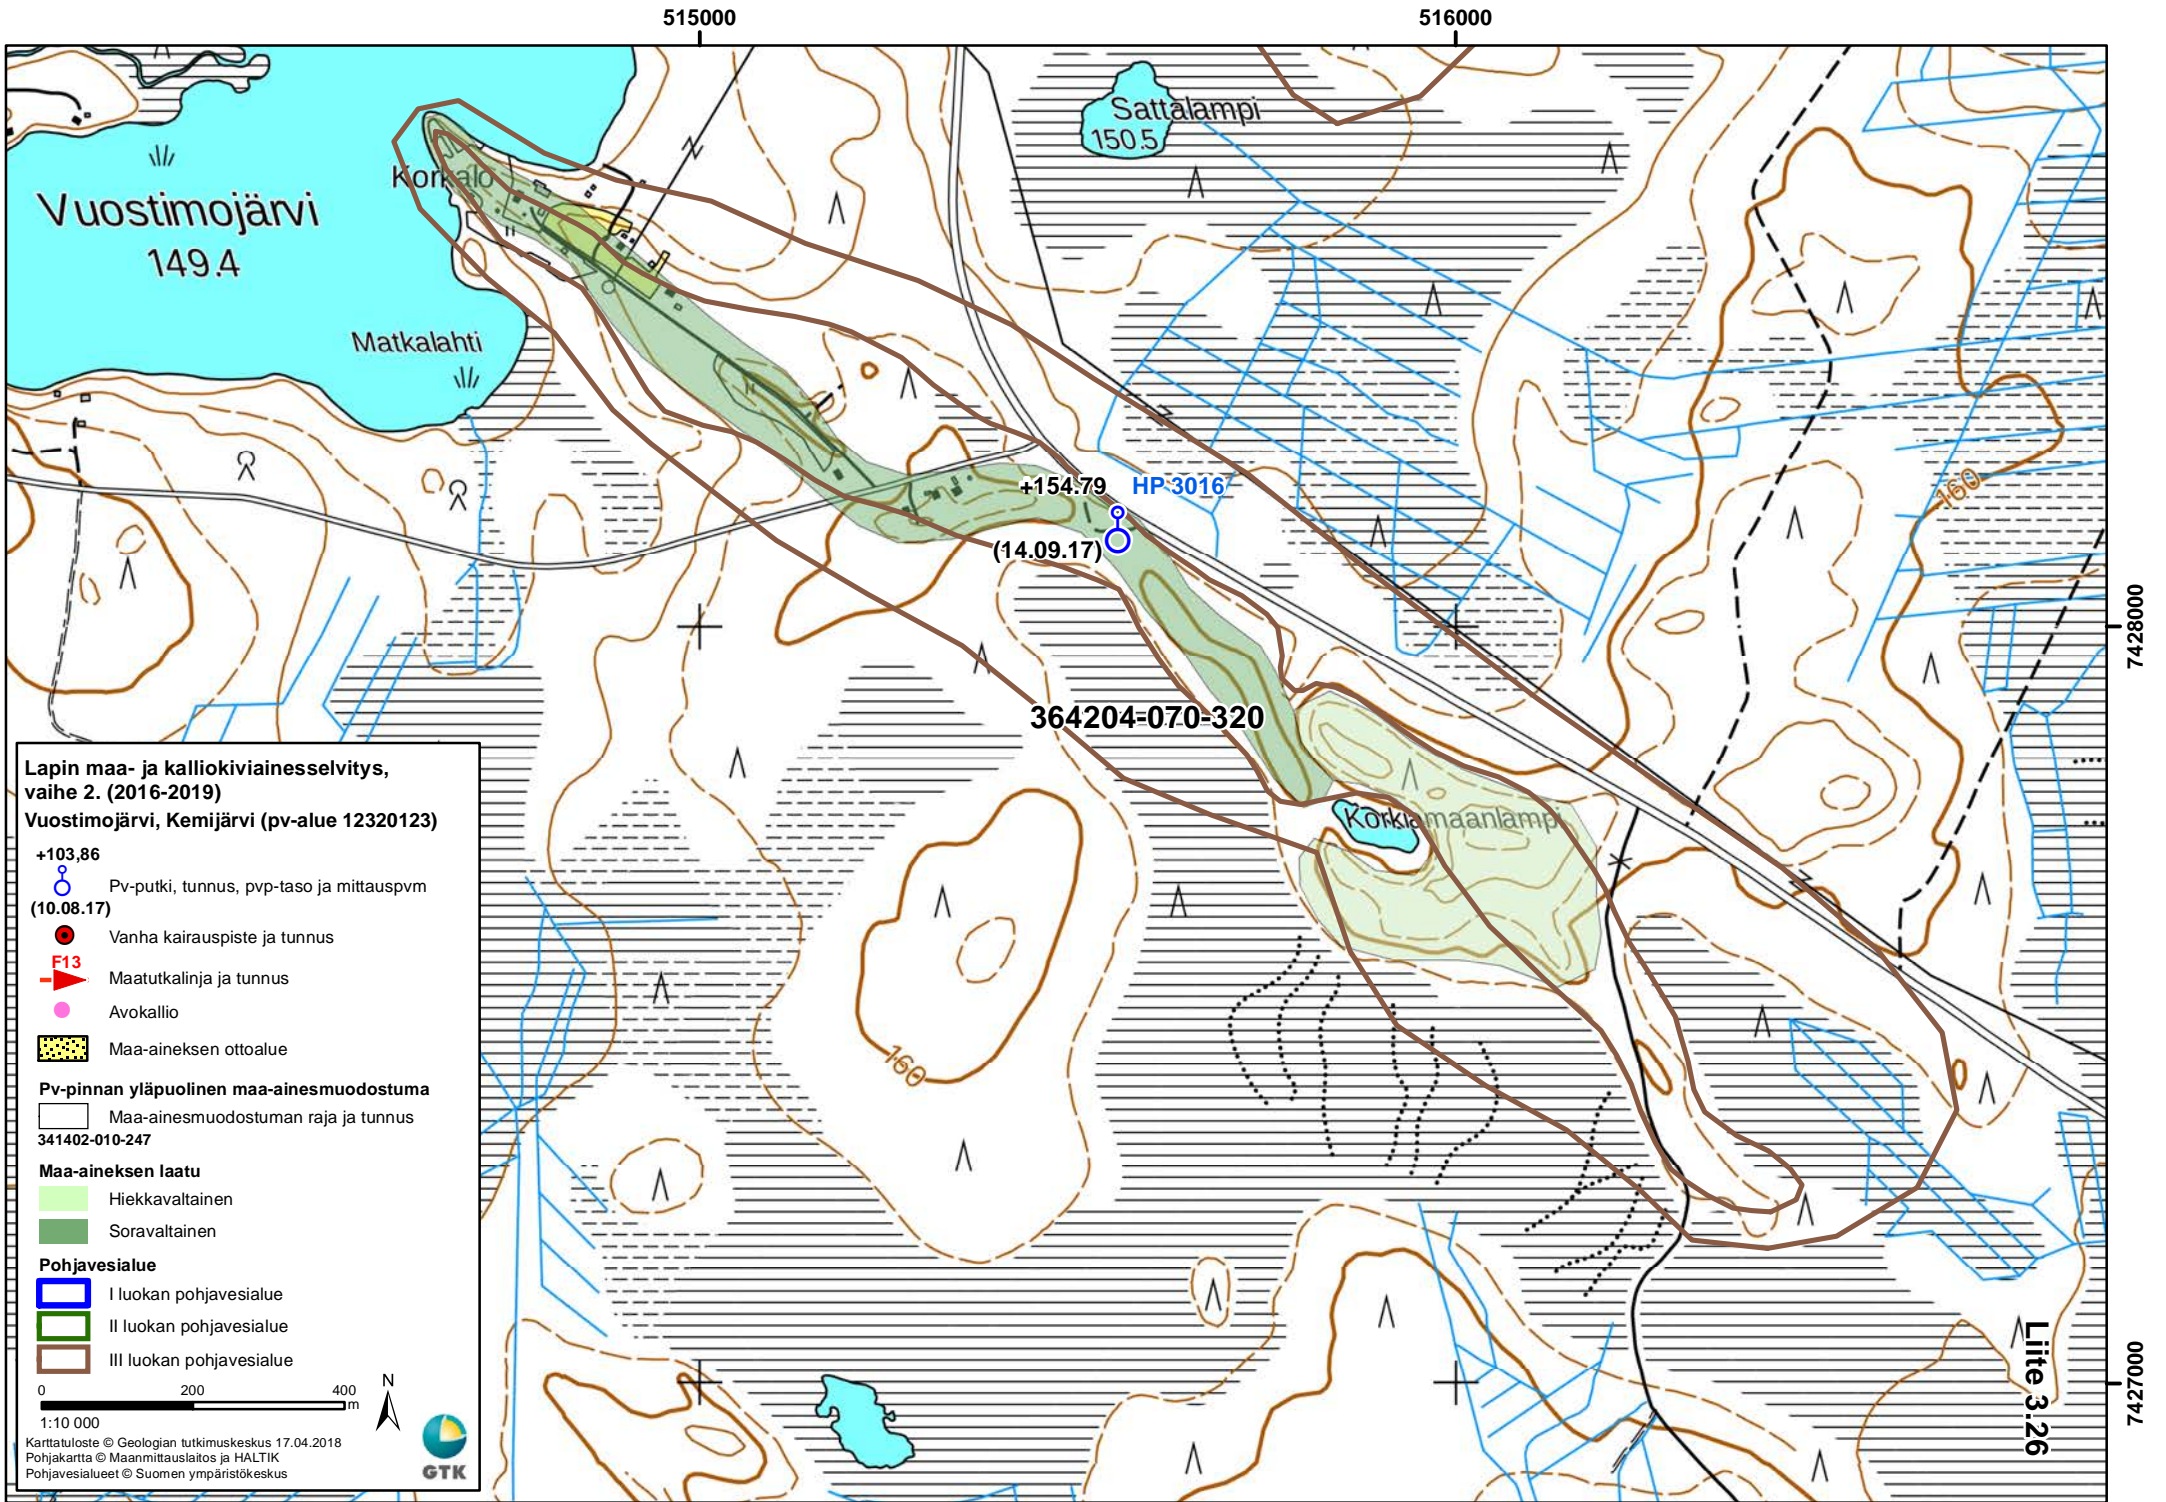 515000
516000
Sattalampi
150.5
Korkalo
Vuostimojärvi
149.4
Matkalahti
+154.79
HP 3016
(14.09.17)
160
7428000
364204-070-320
Korkiamaanlampi
160
Lapin maa- ja kalliokiviainesselvitys,
vaihe 2. (2016-2019)
Vuostimojärvi, Kemijärvi (pv-alue 12320123)
+103,86
Pv-putki, tunnus, pvp-taso ja mittauspvm
(10.08.17)
Vanha kairauspiste ja tunnus
F13
Maatutkalinja ja tunnus
Avokallio
Maa-aineksen ottoalue
Pv-pinnan yläpuolinen maa-ainesmuodostuma
Maa-ainesmuodostuman raja ja tunnus
341402-010-247
Maa-aineksen laatu
Hiekkavaltainen
Soravaltainen
Pohjavesialue
I luokan pohjavesialue
II luokan pohjavesialue
III luokan pohjavesialue
0 200 400
m
N
1:10 000
Karttatuloste © Geologian tutkimuskeskus 17.04.2018
Pohjakartta © Maanmittauslaitos ja HALTIK
Pohjavesialueet © Suomen ympäristökeskus
GTK
Liite 3.26
7427000